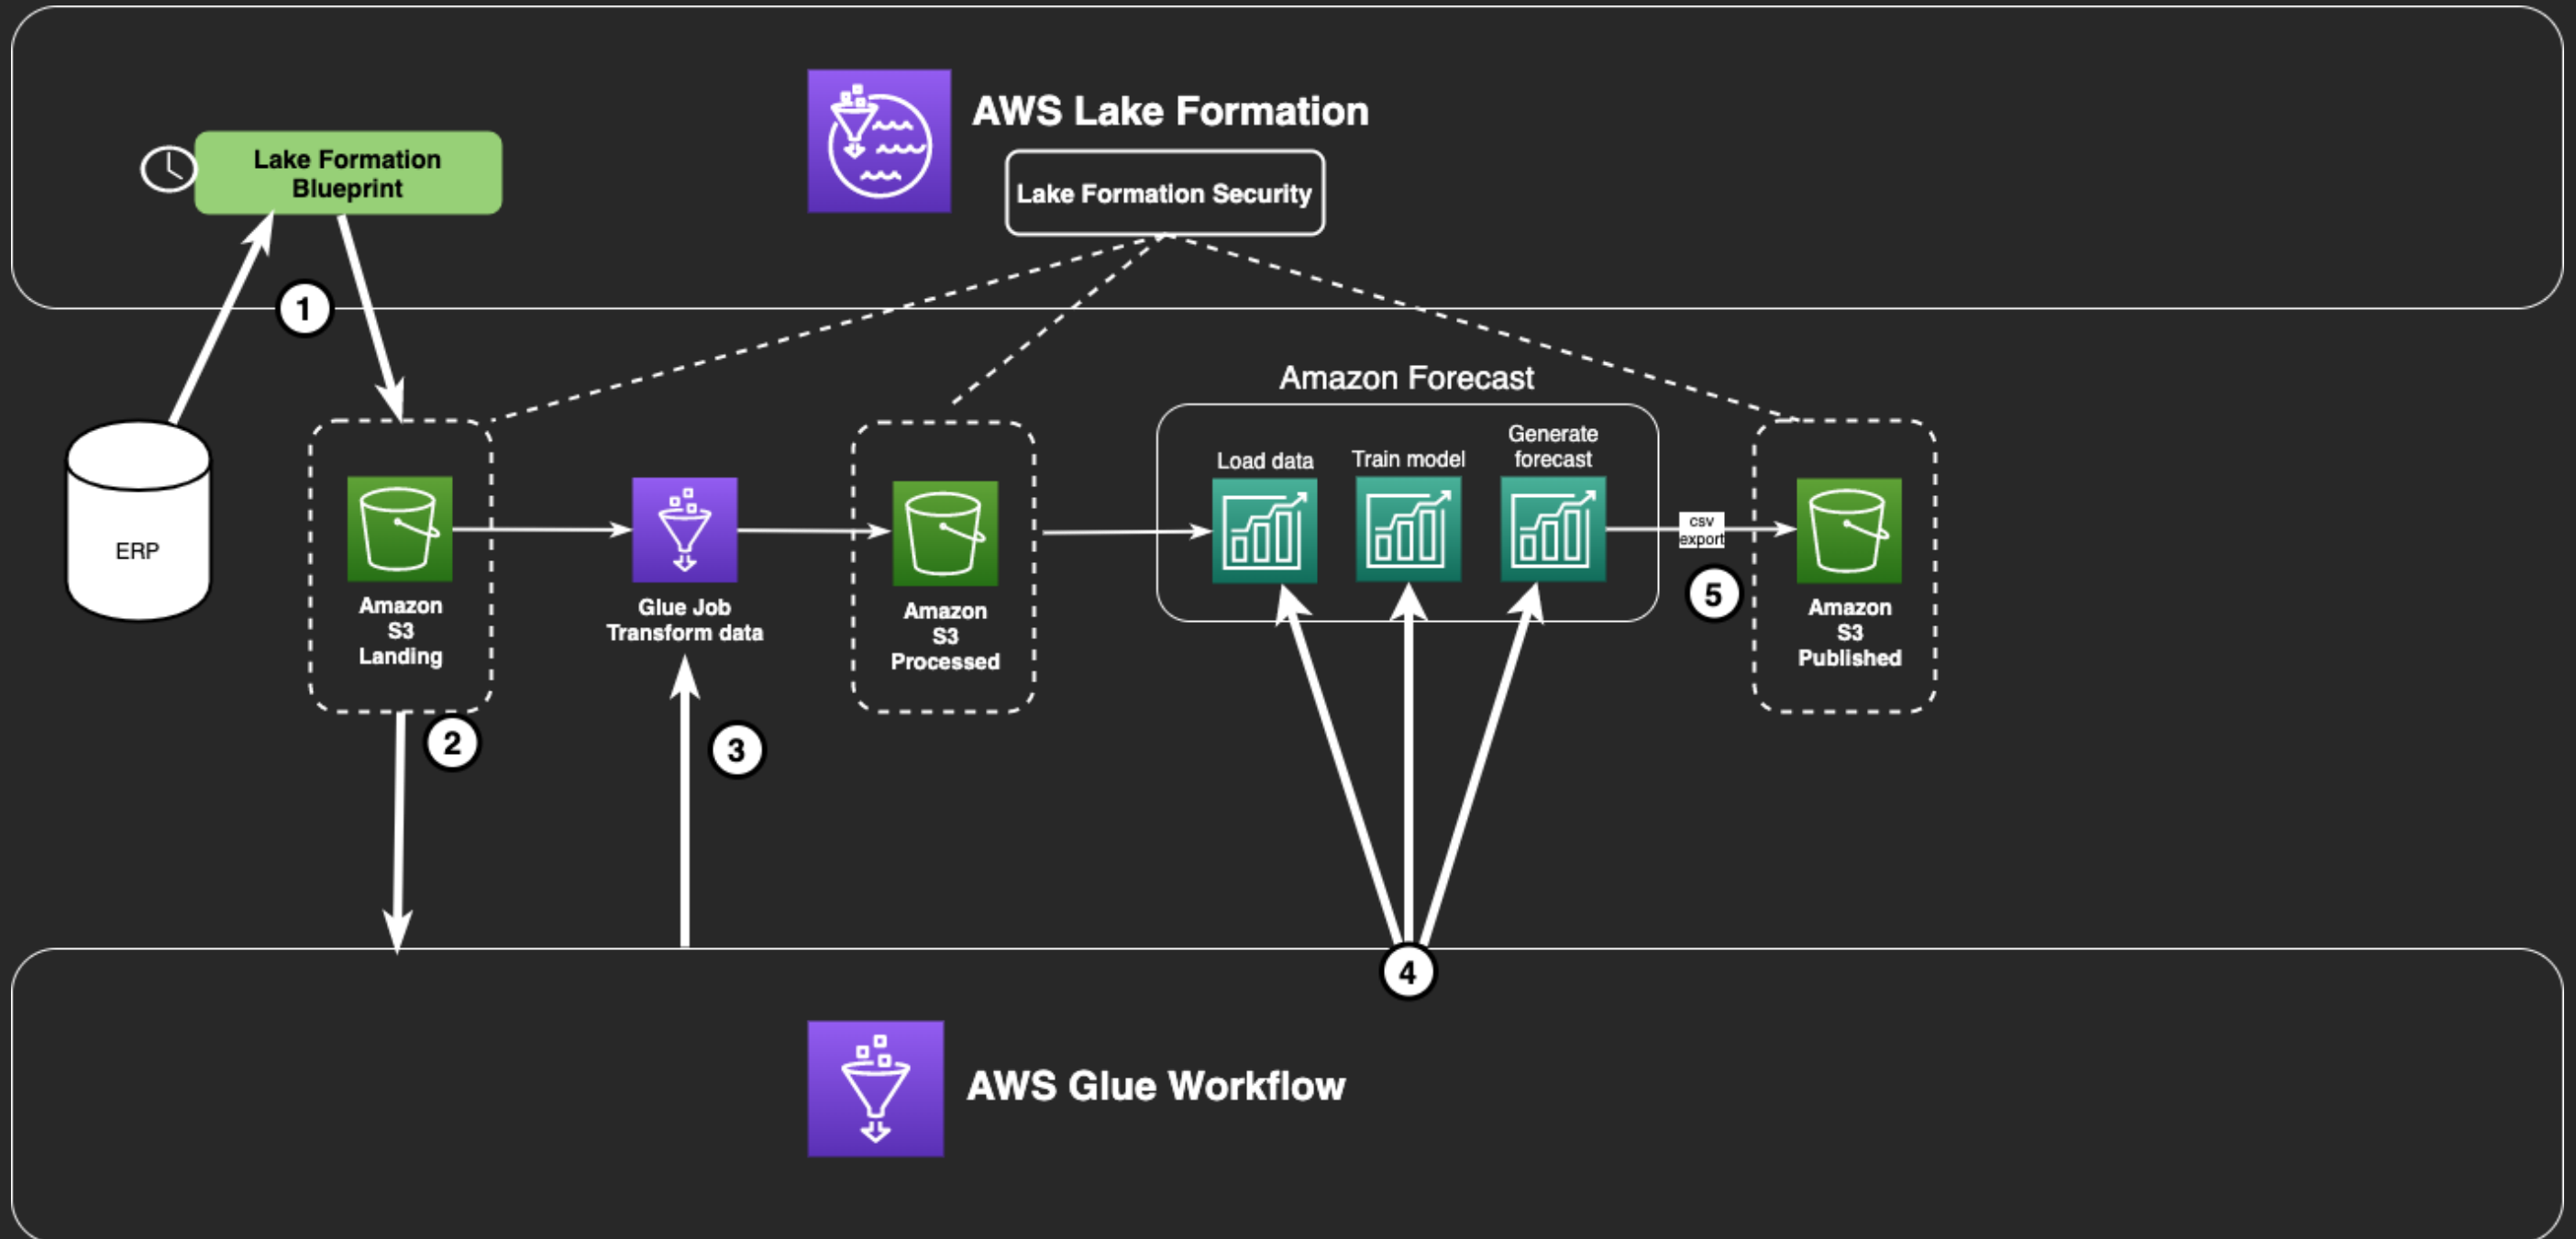 AWS Lake Formation
Lake Formation
Blueprint
Lake Formation Security
1
Amazon Forecast
ERP
Amazon
S3
Landing
Glue Job
Transform data
Amazon
S3
Processed
Load data
Train model
Generate
forecast
csv
export
5
Amazon
S3
Published
2
3
4
AWS Glue Workflow